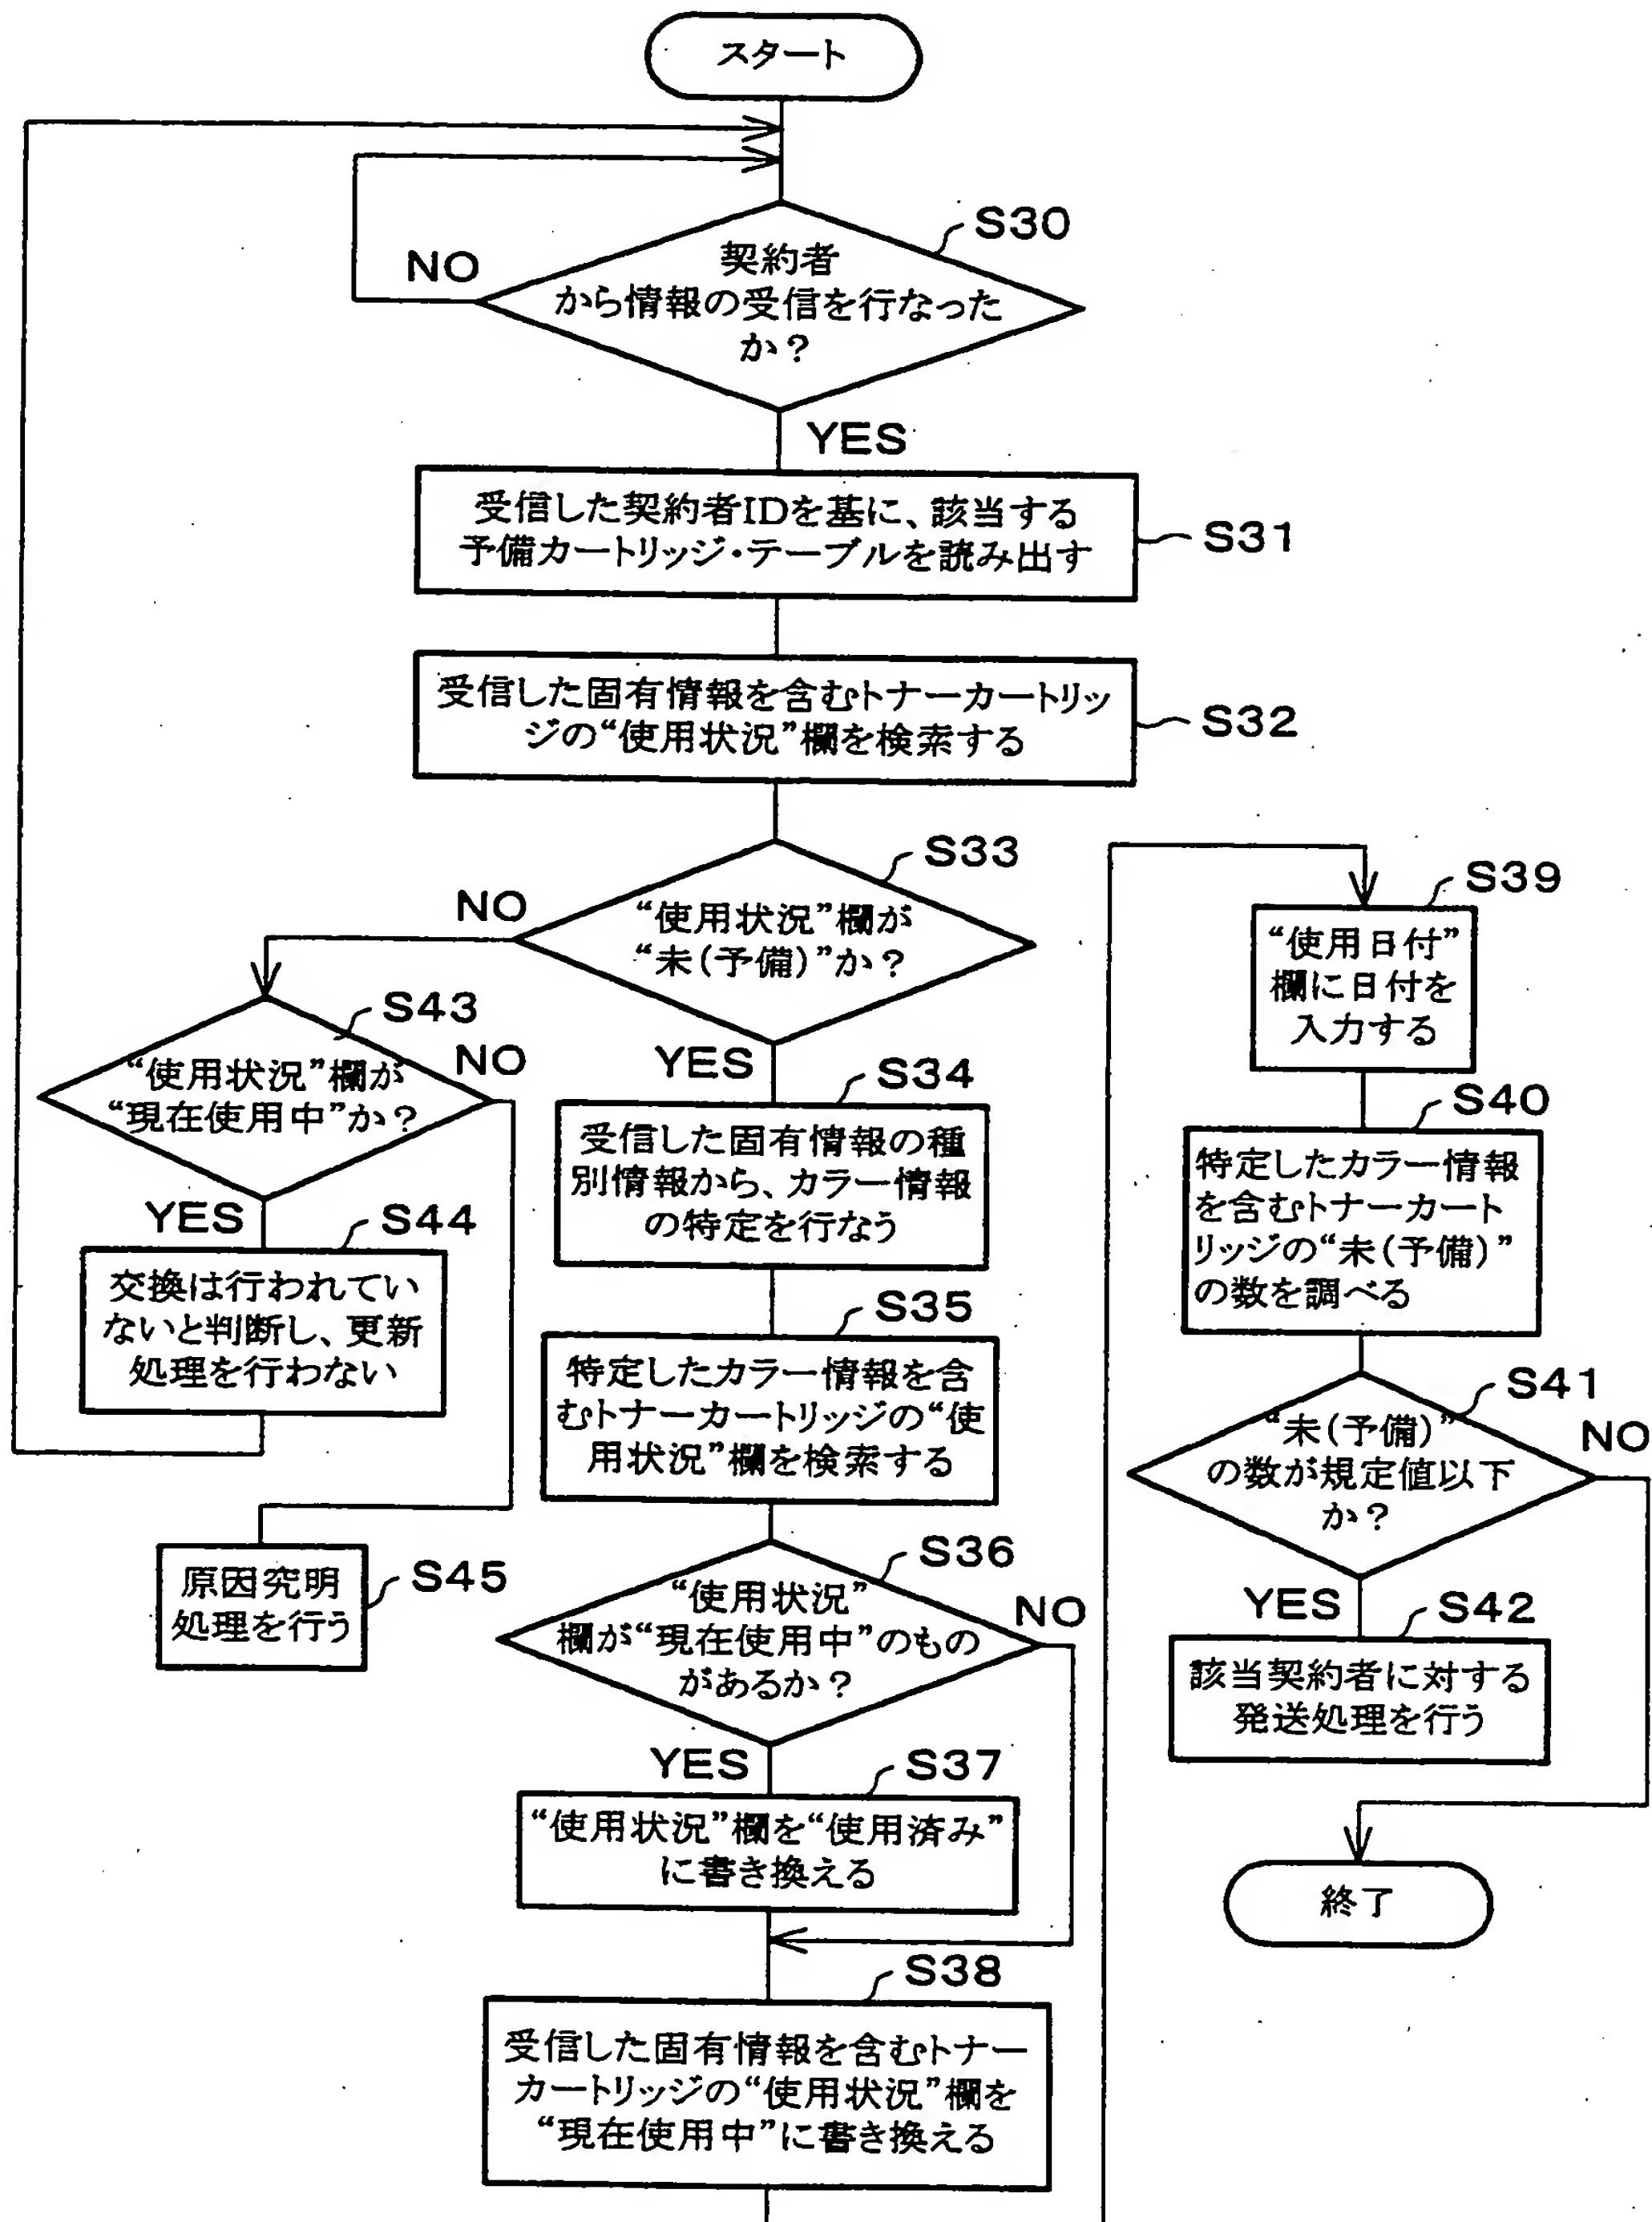 スタート
S30
NO
契約者
から情報の受信を行なった
か？
YES
受信した契約者IDを基に、該当する
予備カートリッジ・テーブルを読み出す
S31
受信した固有情報を含むトナーカートリッ
ジの“使用状況”欄を検索する
S32
S33
NO
“使用状況”欄が
“未(予備)”か？
YES
S43
NO
“使用状況”欄が
“現在使用中”か？
YES
S44
交換は行われてい
ないと判断し、更新
処理を行わない
原因究明
処理を行う
S45
S34
受信した固有情報の種
別情報から、カラー情報
の特定を行なう
S35
特定したカラー情報を含
むトナーカートリッジの“使
用状況”欄を検索する
S36
“使用状況”
欄が“現在使用中”のもの
があるか？
NO
YES
S37
“使用状況”欄を“使用済み”
に書き換える
S38
受信した固有情報を含むトナー
カートリッジの“使用状況”欄を
“現在使用中”に書き換える
S39
“使用日付”
欄に日付を
入力する
S40
特定したカラー情報
を含むトナーカート
リッジの“未(予備)”
の数を調べる
S41
“未(予備)”
の数が規定値以下
か？
NO
YES
S42
該当契約者に対する
発送処理を行う
終了